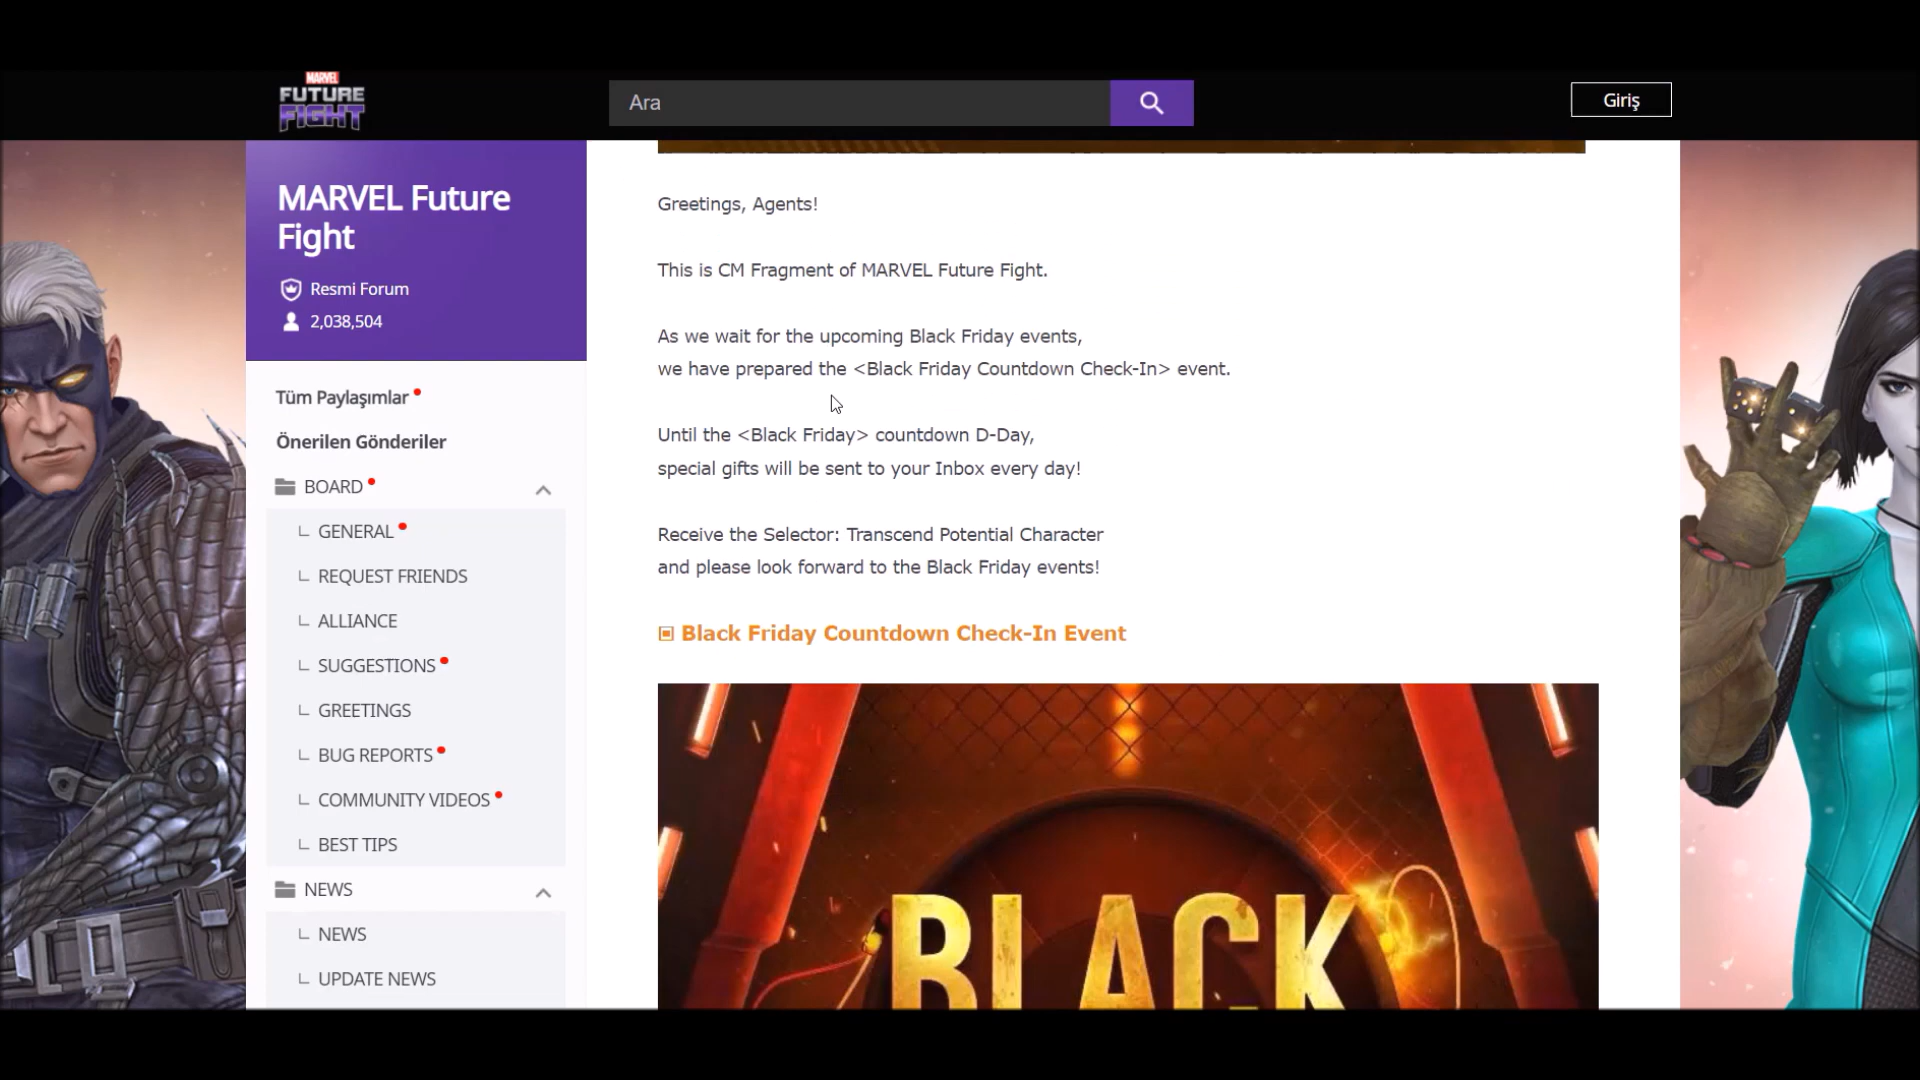 MARVEL
FUTURE
FIGHT
Ara
Giriş
MARVEL Future
Fight
Resmi Forum
2,038,504
Tüm Paylaşımlar
Önerilen Gönderiler
BOARD
GENERAL
REQUEST FRIENDS
ALLIANCE
SUGGESTIONS
GREETINGS
BUG REPORTS
COMMUNITY VIDEOS
BEST TIPS
NEWS
NEWS
UPDATE NEWS
Greetings, Agents!
This is CM Fragment of MARVEL Future Fight.
As we wait for the upcoming Black Friday events,
we have prepared the <Black Friday Countdown Check-In> event.
Until the <Black Friday> countdown D-Day,
special gifts will be sent to your Inbox every day!
Receive the Selector: Transcend Potential Character
and please look forward to the Black Friday events!
▣ Black Friday Countdown Check-In Event
BLACK